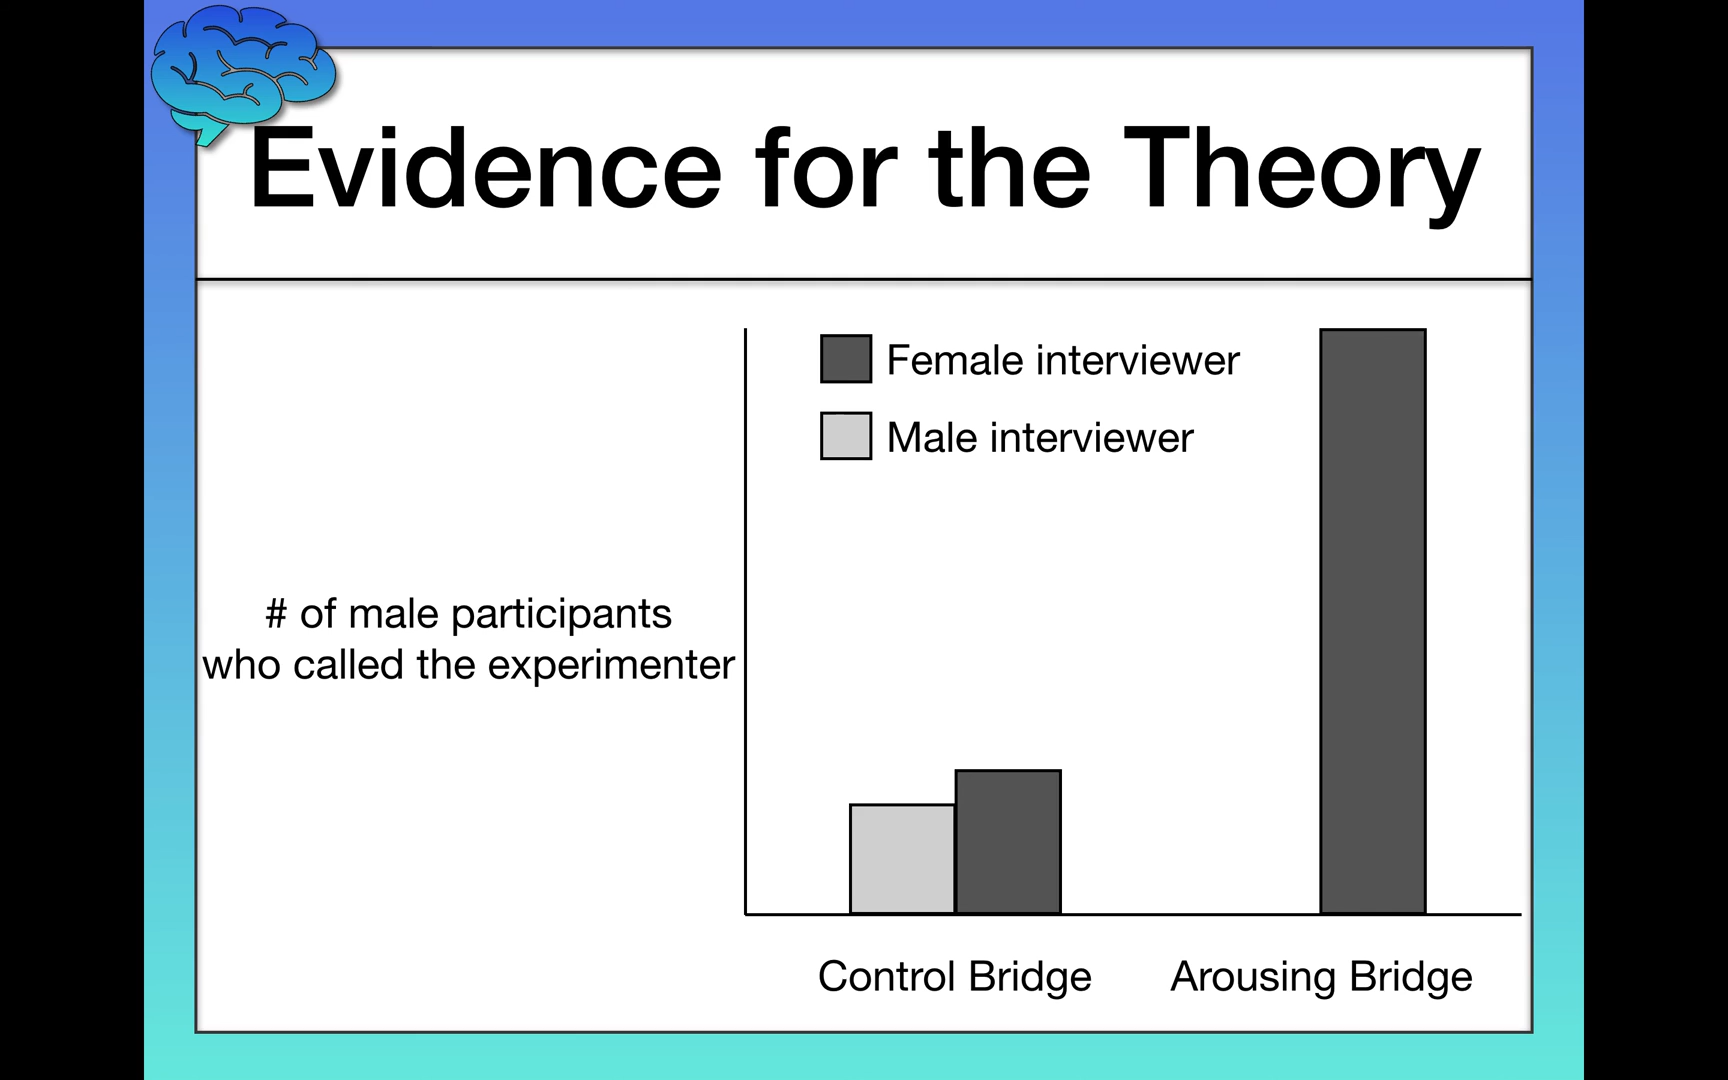 Evidence for the Theory
Female interviewer
Male interviewer
# of male participants
who called the experimenter
Control Bridge
Arousing Bridge